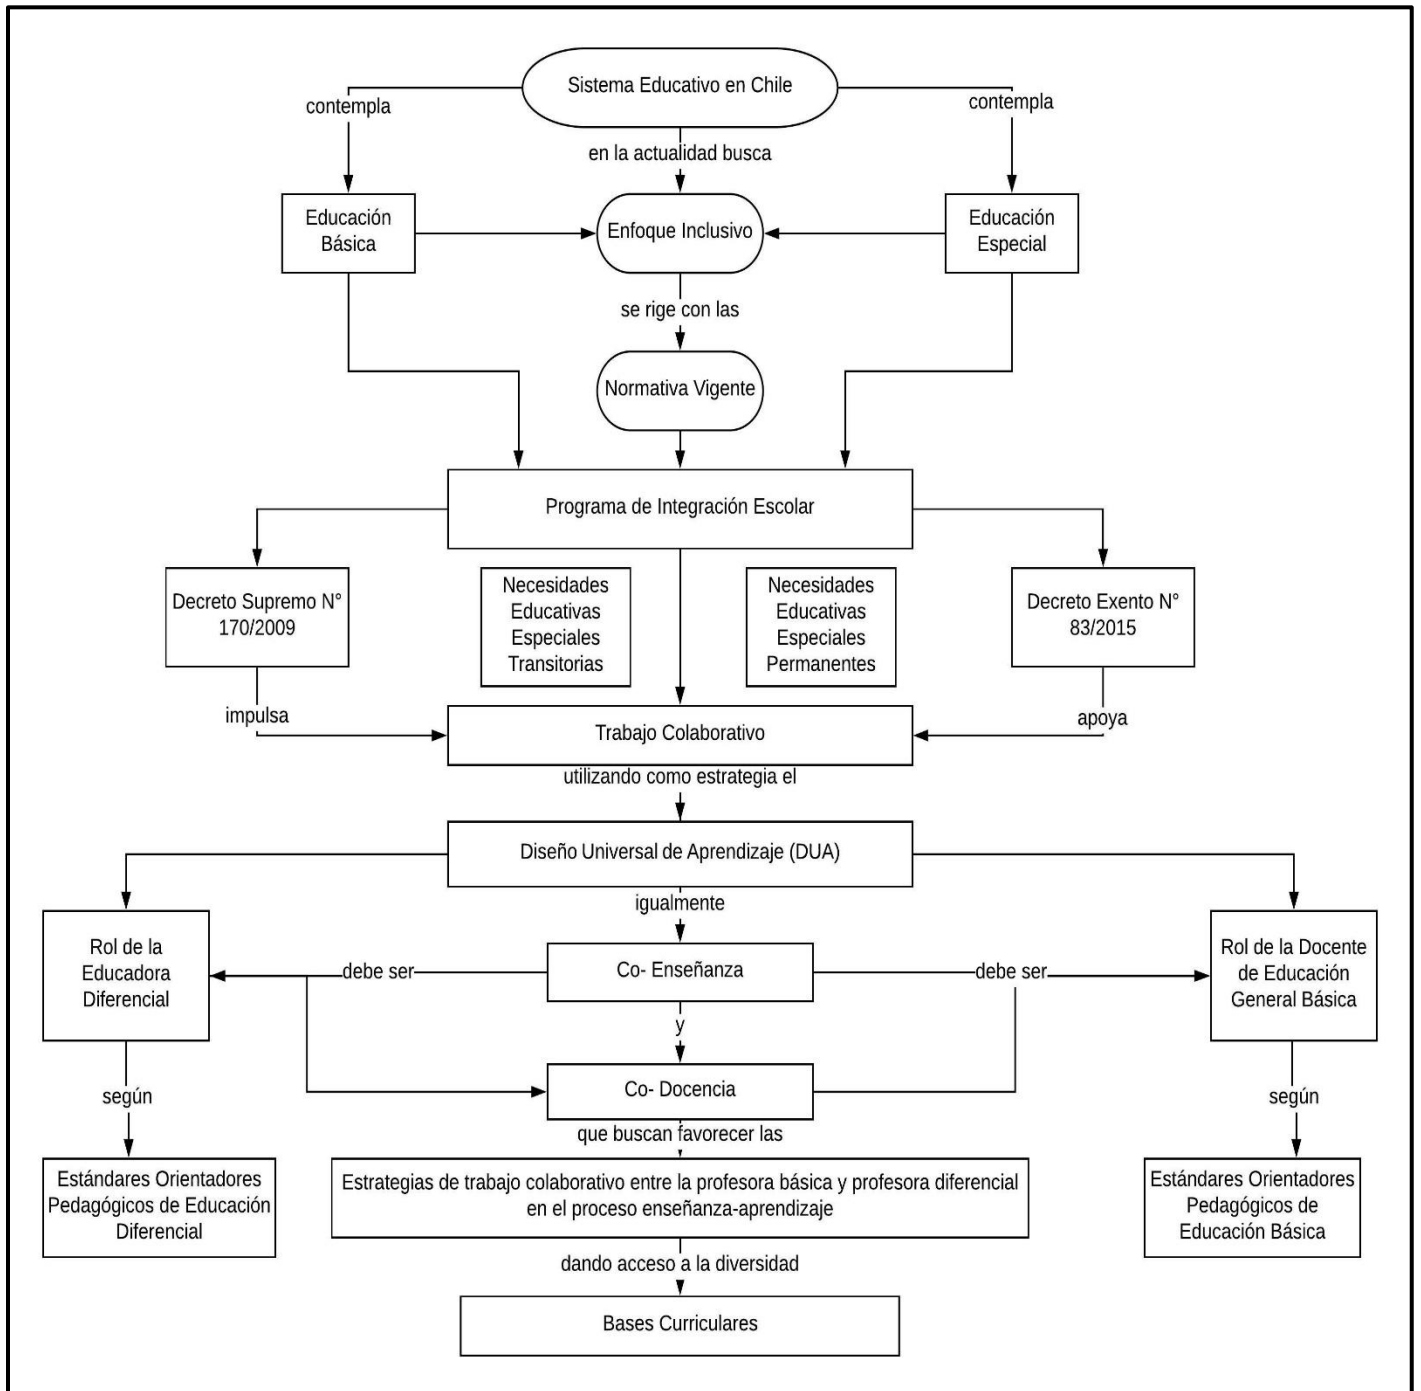 Sistema Educativo en Chile
contempla
contempla
en la actualidad busca
Educación
Básica
Enfoque Inclusivo
Educación
Especial
se rige con las
Normativa Vigente
Programa de Integración Escolar
Decreto Supremo N°
170/2009
Necesidades
Educativas
Especiales
Transitorias
Necesidades
Educativas
Especiales
Permanentes
Decreto Exento N°
83/2015
impulsa
Trabajo Colaborativo
apoya
utilizando como estrategia el
Diseño Universal de Aprendizaje (DUA)
igualmente
Rol de la
Educadora
Diferencial
debe ser
Co- Enseñanza
debe ser
Rol de la Docente
de Educación
General Básica
y
Co- Docencia
según
según
que buscan favorecer las
Estándares Orientadores
Pedagógicos de Educación
Diferencial
Estrategias de trabajo colaborativo entre la profesora básica y profesora diferencial
en el proceso enseñanza-aprendizaje
Estándares Orientadores
Pedagógicos de
Educación Básica
dando acceso a la diversidad
Bases Curriculares